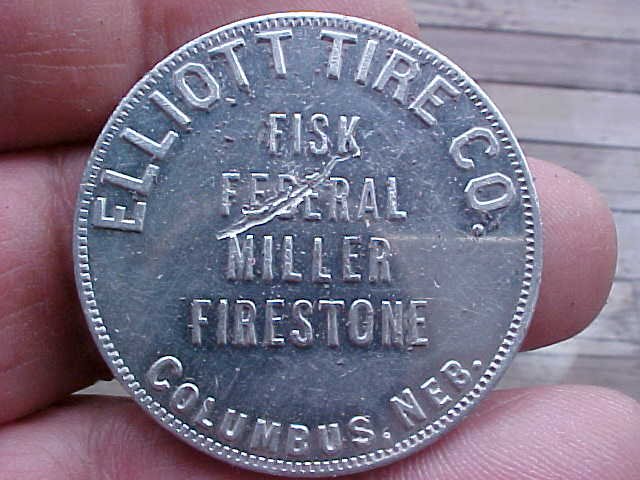 ELLIOTT TIRE CO.
FISK
FEDERAL
MILLER
FIRESTONE
COLUMBUS. NEB.